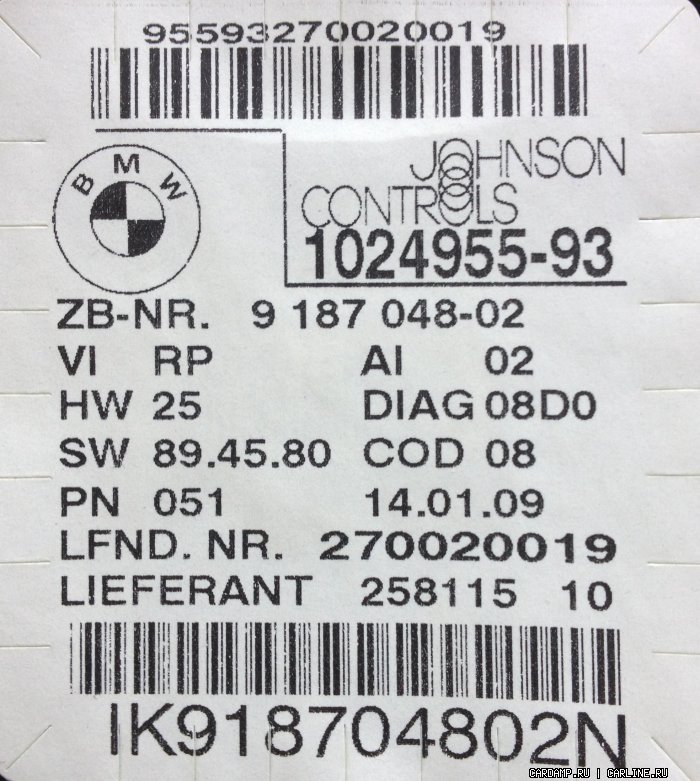 95593270020019
BMW
JOHNSON
CONTROLS
1024955-93
ZB-NR. 9 187 048-02
VI RP AI 02
HW 25 DIAG 08D0
SW 89.45.80 COD 08
PN 051 14.01.09
LFND. NR. 270020019
LIEFERANT 258115 10
IK918704802N
CARDAMP.RU | CARLINE.RU